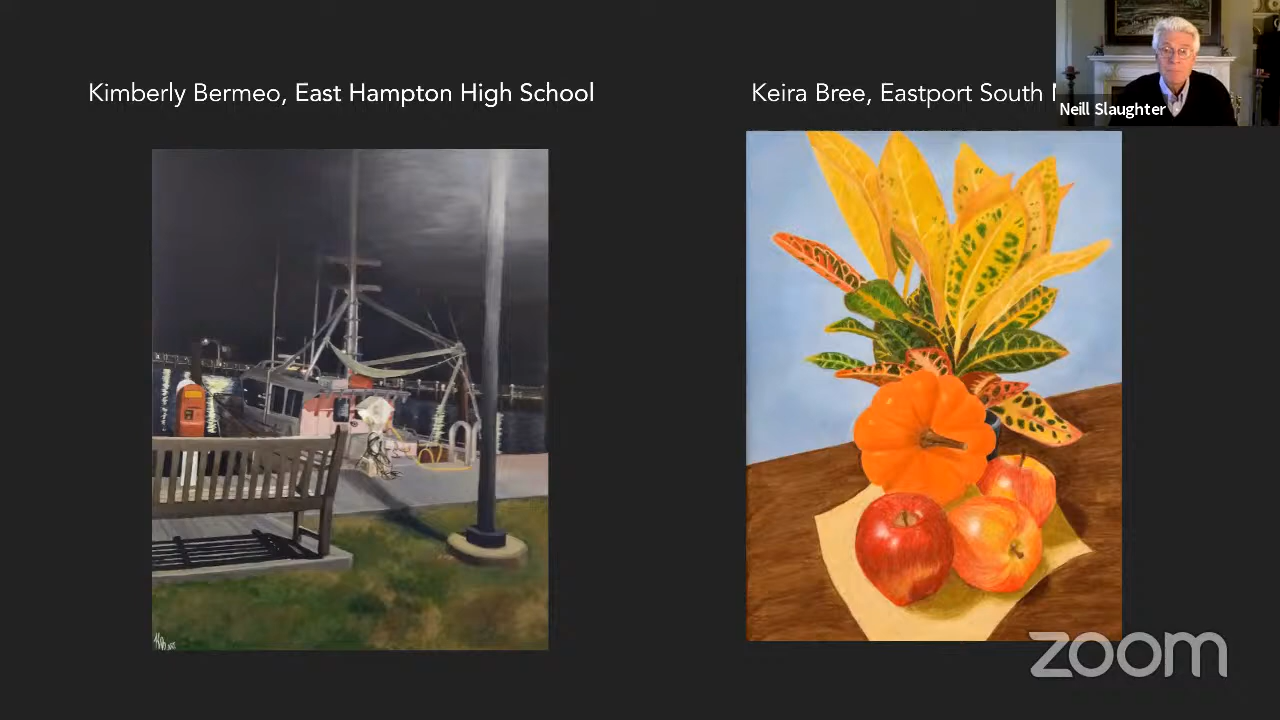 Kimberly Bermeo, East Hampton High School
Keira Bree, Eastport South
Neill Slaughter
zoom